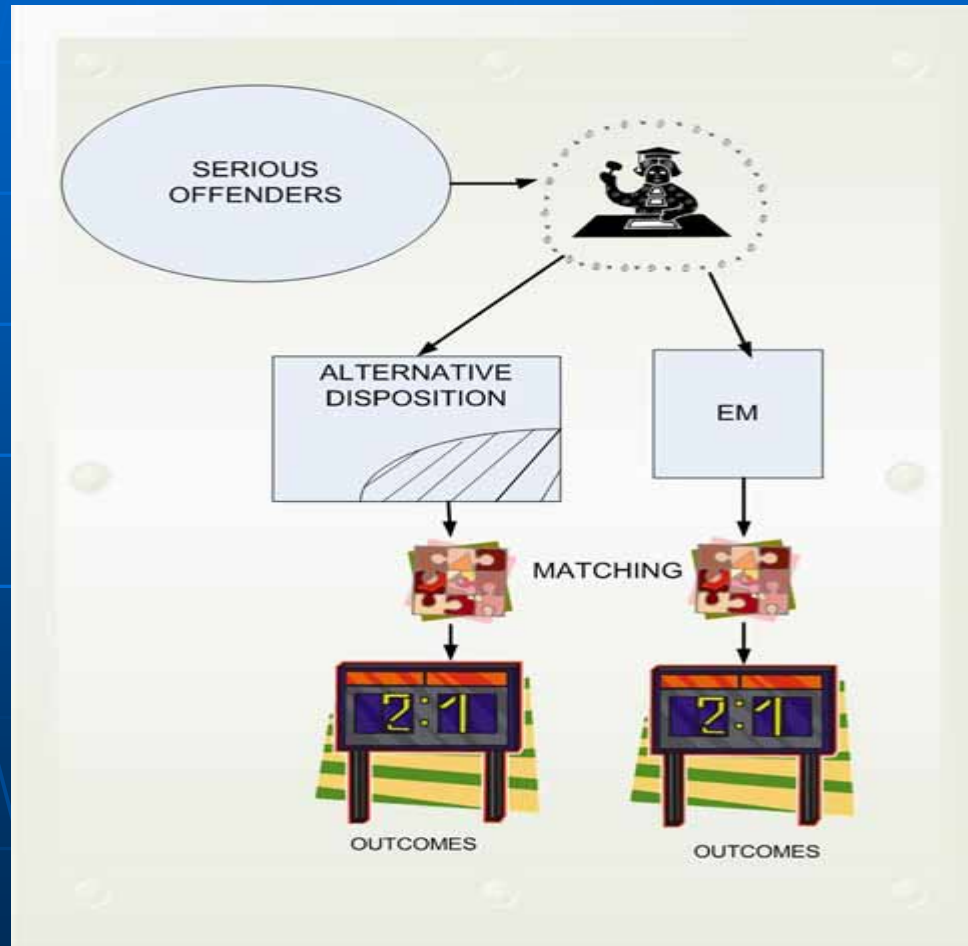 SERIOUS
OFFENDERS
ALTERNATIVE
DISPOSITION
EM
MATCHING
2:1
2:1
OUTCOMES
OUTCOMES